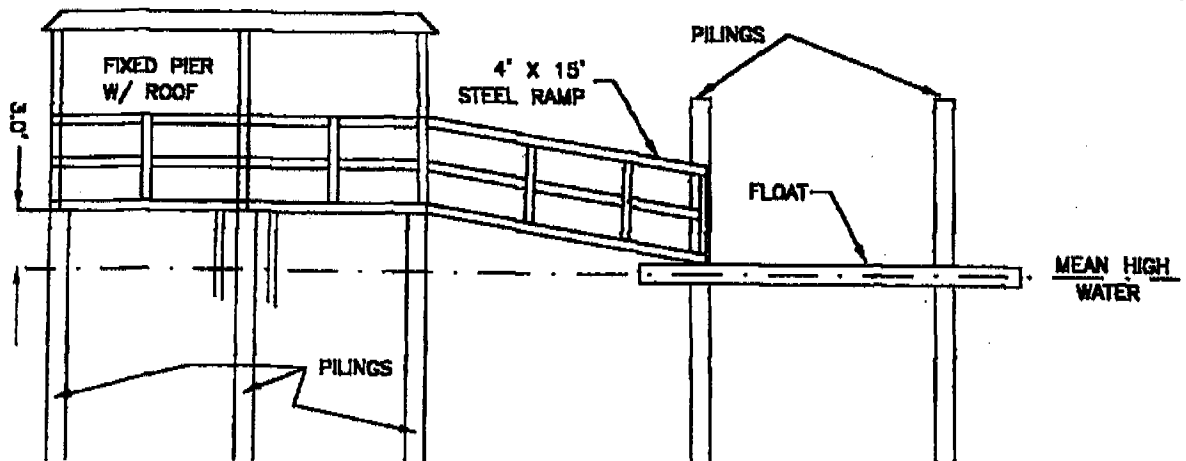 PILINGS
FIXED PIER
W/ ROOF
4' X 15'
STEEL RAMP
3.0'
FLOAT
MEAN HIGH
WATER
PILINGS